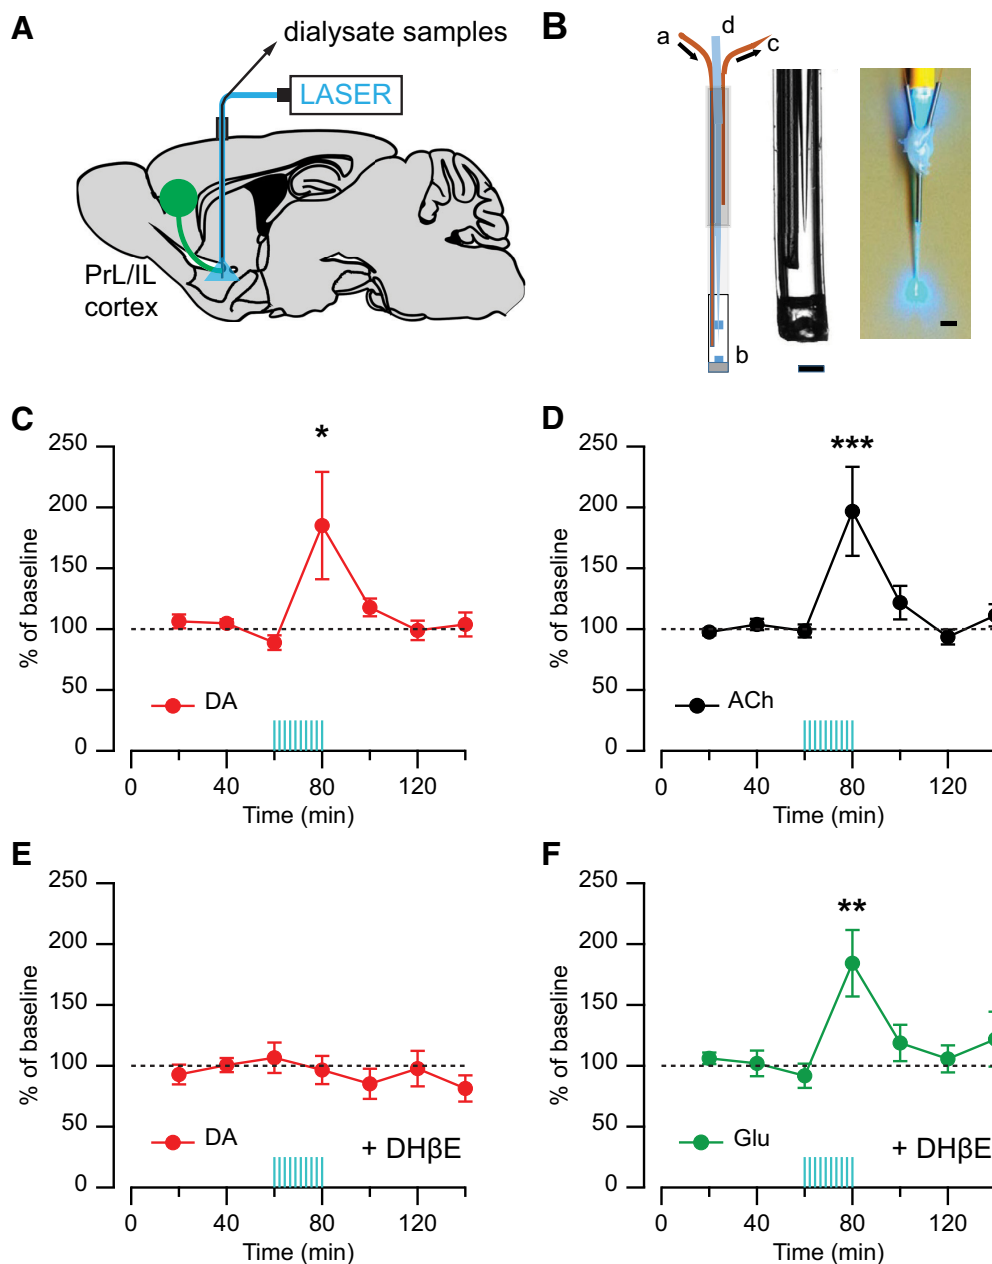 A
dialysate samples
LASER
PrL/IL
cortex
B
a
d
c
b
C
250
200
150
100
50
0
% of baseline
*
DA
0
40
80
120
Time (min)
D
250
200
150
100
50
0
% of baseline
***
ACh
0
40
80
120
Time (min)
E
250
200
150
100
50
0
% of baseline
DA
+ DHβE
0
40
80
120
Time (min)
F
250
200
150
100
50
0
% of baseline
**
Glu
+ DHβE
0
40
80
120
Time (min)